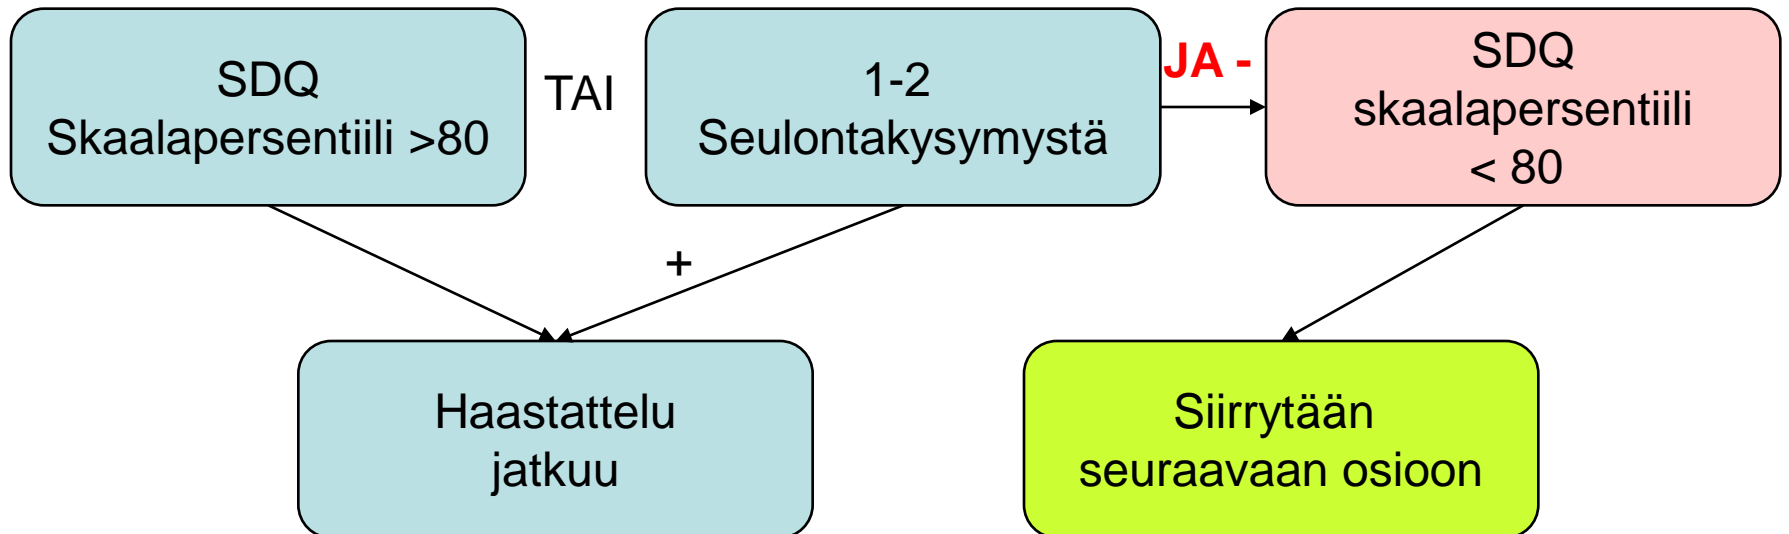 SDQ
Skaalapersentiili >80
TAI
1-2
Seulontakysymystä
JA -
SDQ
skaalapersentiili
< 80
+
Haastattelu
jatkuu
Siirrytään
seuraavaan osioon